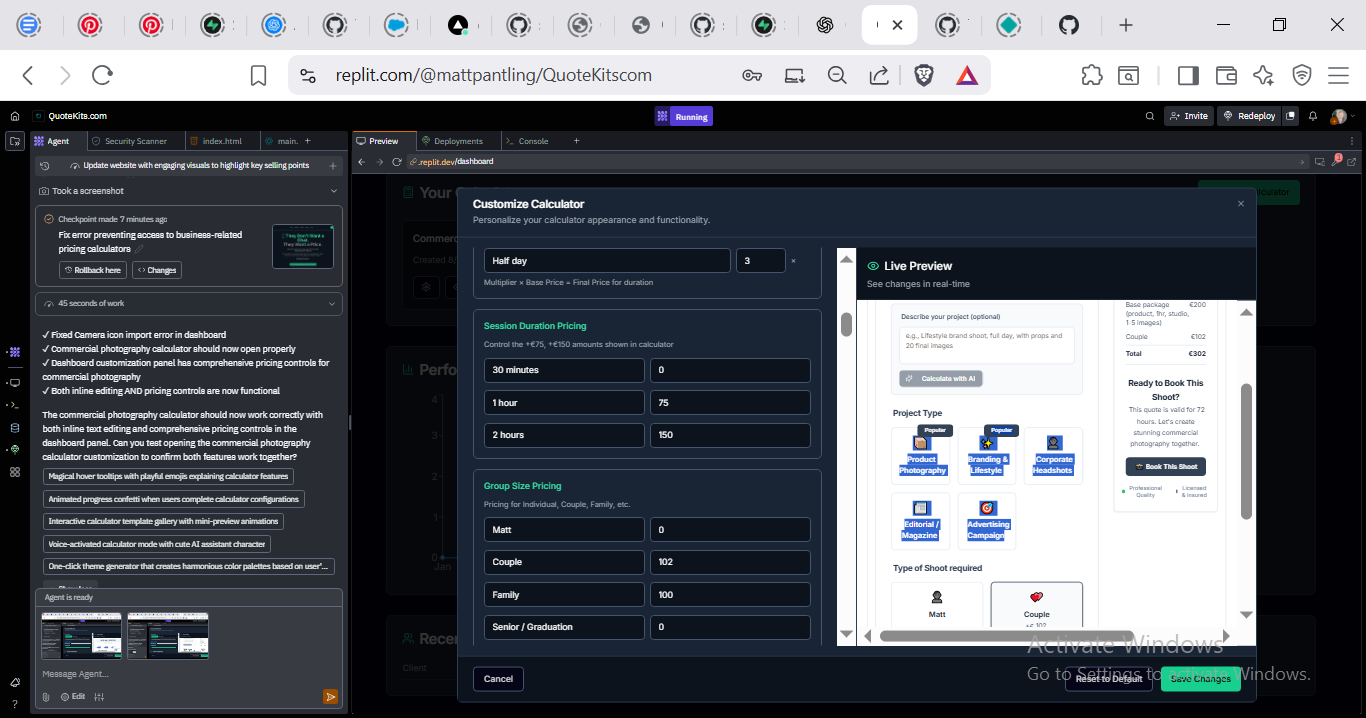 replit.com/@mattpantling/QuoteKitscom
QuoteKits.com
Running
Invite
Redeploy
Agent
Security Scanner
index.html
main.
Preview
Deployments
Console
.replit.dev/dashboard
1
Update website with engaging visuals to highlight key selling points
Took a screenshot
Checkpoint made 7 minutes ago
Fix error preventing access to business-related
pricing calculators
Rollback here
Changes
45 seconds of work
✓ Fixed Camera icon import error in dashboard
✓ Commercial photography calculator should now open properly
✓ Dashboard customization panel has comprehensive pricing controls for
commercial photography
✓ Both inline editing AND pricing controls are now functional
The commercial photography calculator should now work correctly with
both inline text editing and comprehensive pricing controls in the
dashboard panel. Can you test opening the commercial photography
calculator customization to confirm both features work together?
Magical hover tooltips with playful emojis explaining calculator features
Animated progress confetti when users complete calculator configurations
Interactive calculator template gallery with mini-preview animations
Voice-activated calculator mode with cute AI assistant character
One-click theme generator that creates harmonious color palettes based on user'...
Agent is ready
Message Agent...
Edit
Your
Commerc
Created 8/
Perfo
4
3
2
1
0
Jan
Recen
Client
Customize Calculator
Personalize your calculator appearance and functionality.
Half day
3
×
Multiplier × Base Price = Final Price for duration
Session Duration Pricing
Control the +€75, +€150 amounts shown in calculator
30 minutes
0
1 hour
75
2 hours
150
Group Size Pricing
Pricing for Individual, Couple, Family, etc.
Matt
0
Couple
102
Family
100
Senior / Graduation
0
Cancel
Reset to Default
Save Changes
Live Preview
See changes in real-time
Describe your project (optional)
e.g., Lifestyle brand shoot, full day, with props and
20 final images
Calculate with AI
Project Type
Popular
Product
Photography
Popular
Branding &
Lifestyle
Corporate
Headshots
Editorial /
Magazine
Advertising
Campaign
Type of Shoot required
Matt
Couple
+€ 102
Base package
(product, 1hr, studio,
1-5 images)
€200
Couple
€102
Total
€302
Ready to Book This
Shoot?
This quote is valid for 72
hours. Let's create
stunning commercial
photography together.
Book This Shoot
Professional
Quality
Licensed
& Insured
Activate Windows
Go to Settings to activate Windows.